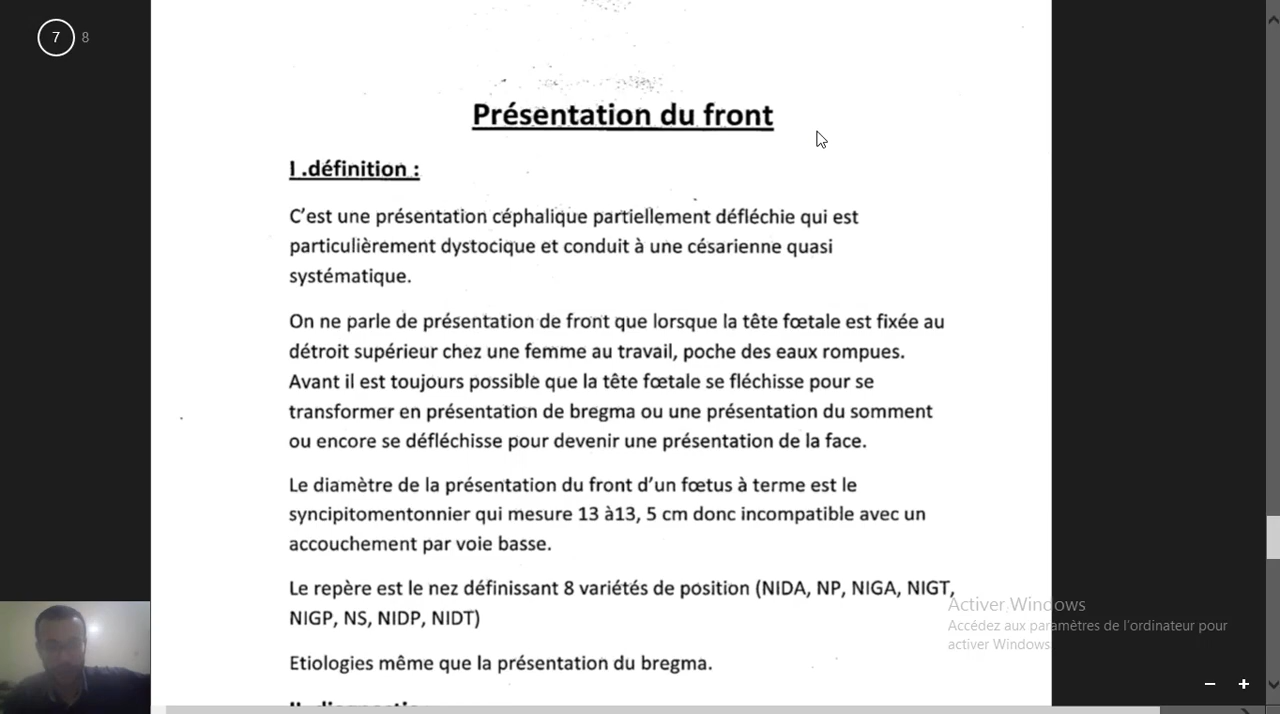 7 8
Présentation du front
I .définition :
C'est une présentation céphalique partiellement défléchie qui est
particulièrement dystocique et conduit à une césarienne quasi
systématique.
On ne parle de présentation de front que lorsque la tête fœtale est fixée au
détroit supérieur chez une femme au travail, poche des eaux rompues.
Avant il est toujours possible que la tête fœtale se fléchisse pour se
transformer en présentation de bregma ou une présentation du somment
ou encore se défléchisse pour devenir une présentation de la face.
Le diamètre de la présentation du front d'un fœtus à terme est le
syncipitomentonnier qui mesure 13 à13, 5 cm donc incompatible avec un
accouchement par voie basse.
Le repère est le nez définissant 8 variétés de position (NIDA, NP, NIGA, NIGT,
NIGP, NS, NIDP, NIDT)
Activer Windows
Accédez aux paramètres de l'ordinateur pour
activer Windows.
Etiologies même que la présentation du bregma.